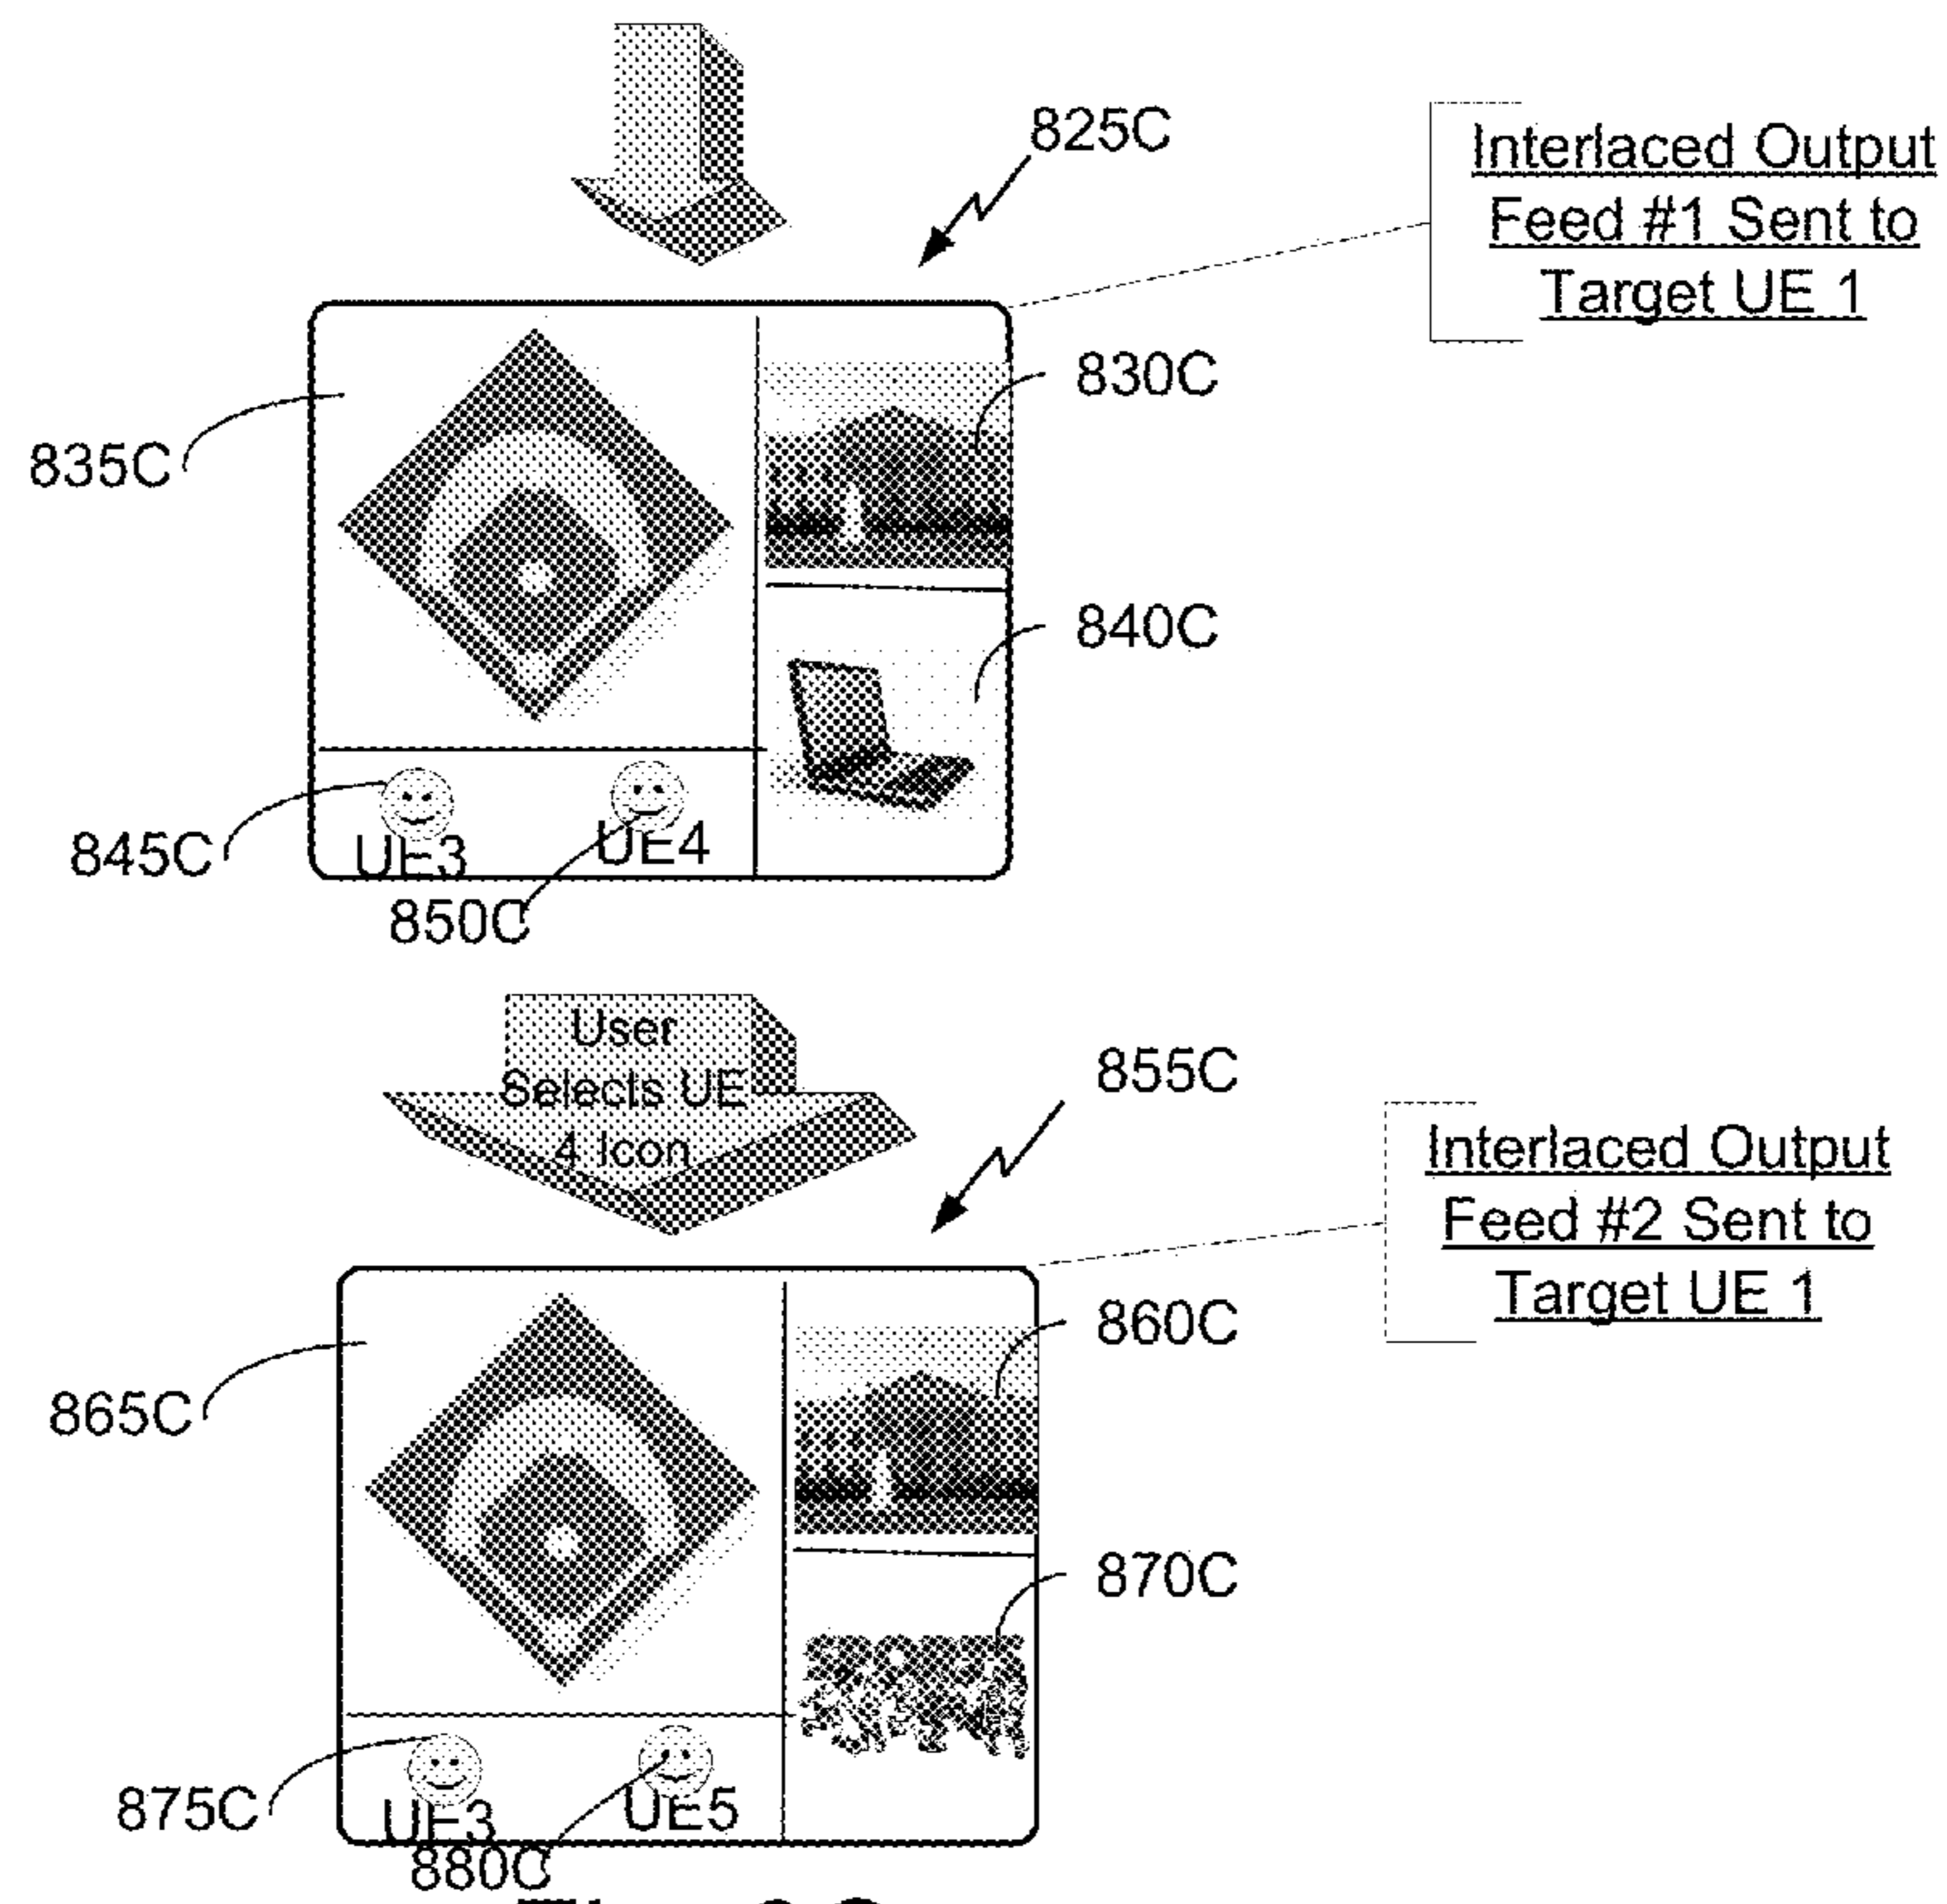 825C
Interlaced Output
Feed #1 Sent to
Target UE 1
830C
835C
840C
845C
UE3
UE4
850C
User
Selects UE
4 Icon
855C
Interlaced Output
Feed #2 Sent to
Target UE 1
860C
865C
870C
875C
UE3
UE5
880C